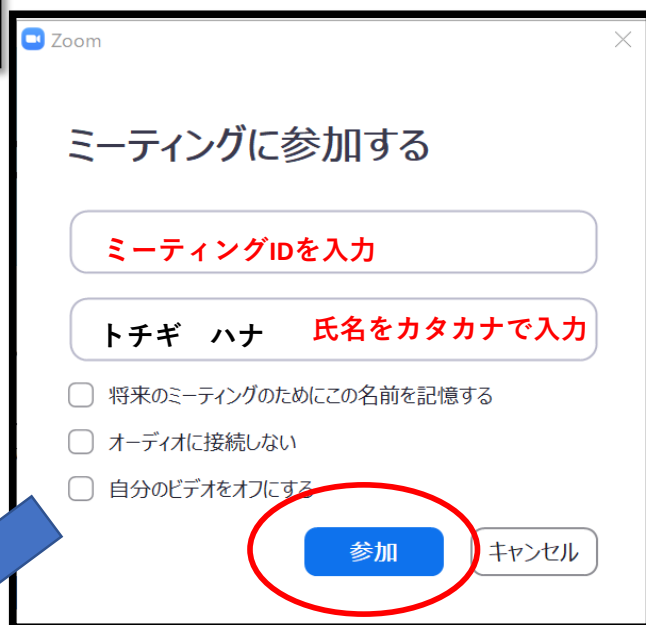 Zoom
ミーティングに参加する
ミーティングIDを入力
トチギ　ハナ　氏名をカタカナで入力
将来のミーティングのためにこの名前を記憶する
オーディオに接続しない
自分のビデオをオフにする
参加　キャンセル